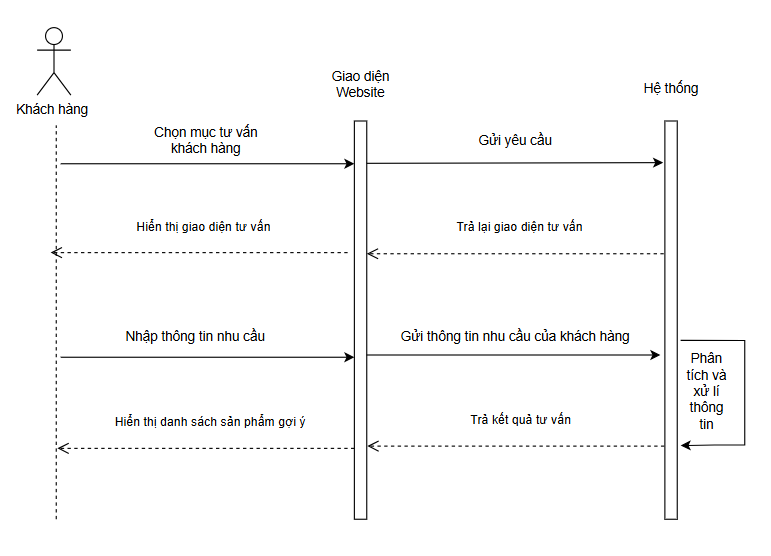 Khách hàng
Giao diện
Website
Hệ thống
Chọn mục tư vấn
khách hàng
Gửi yêu cầu
Hiển thị giao diện tư vấn
Trả lại giao diện tư vấn
Nhập thông tin nhu cầu
Gửi thông tin nhu cầu của khách hàng
Phân
tích và
xử lí
thông
tin
Hiển thị danh sách sản phẩm gợi ý
Trả kết quả tư vấn